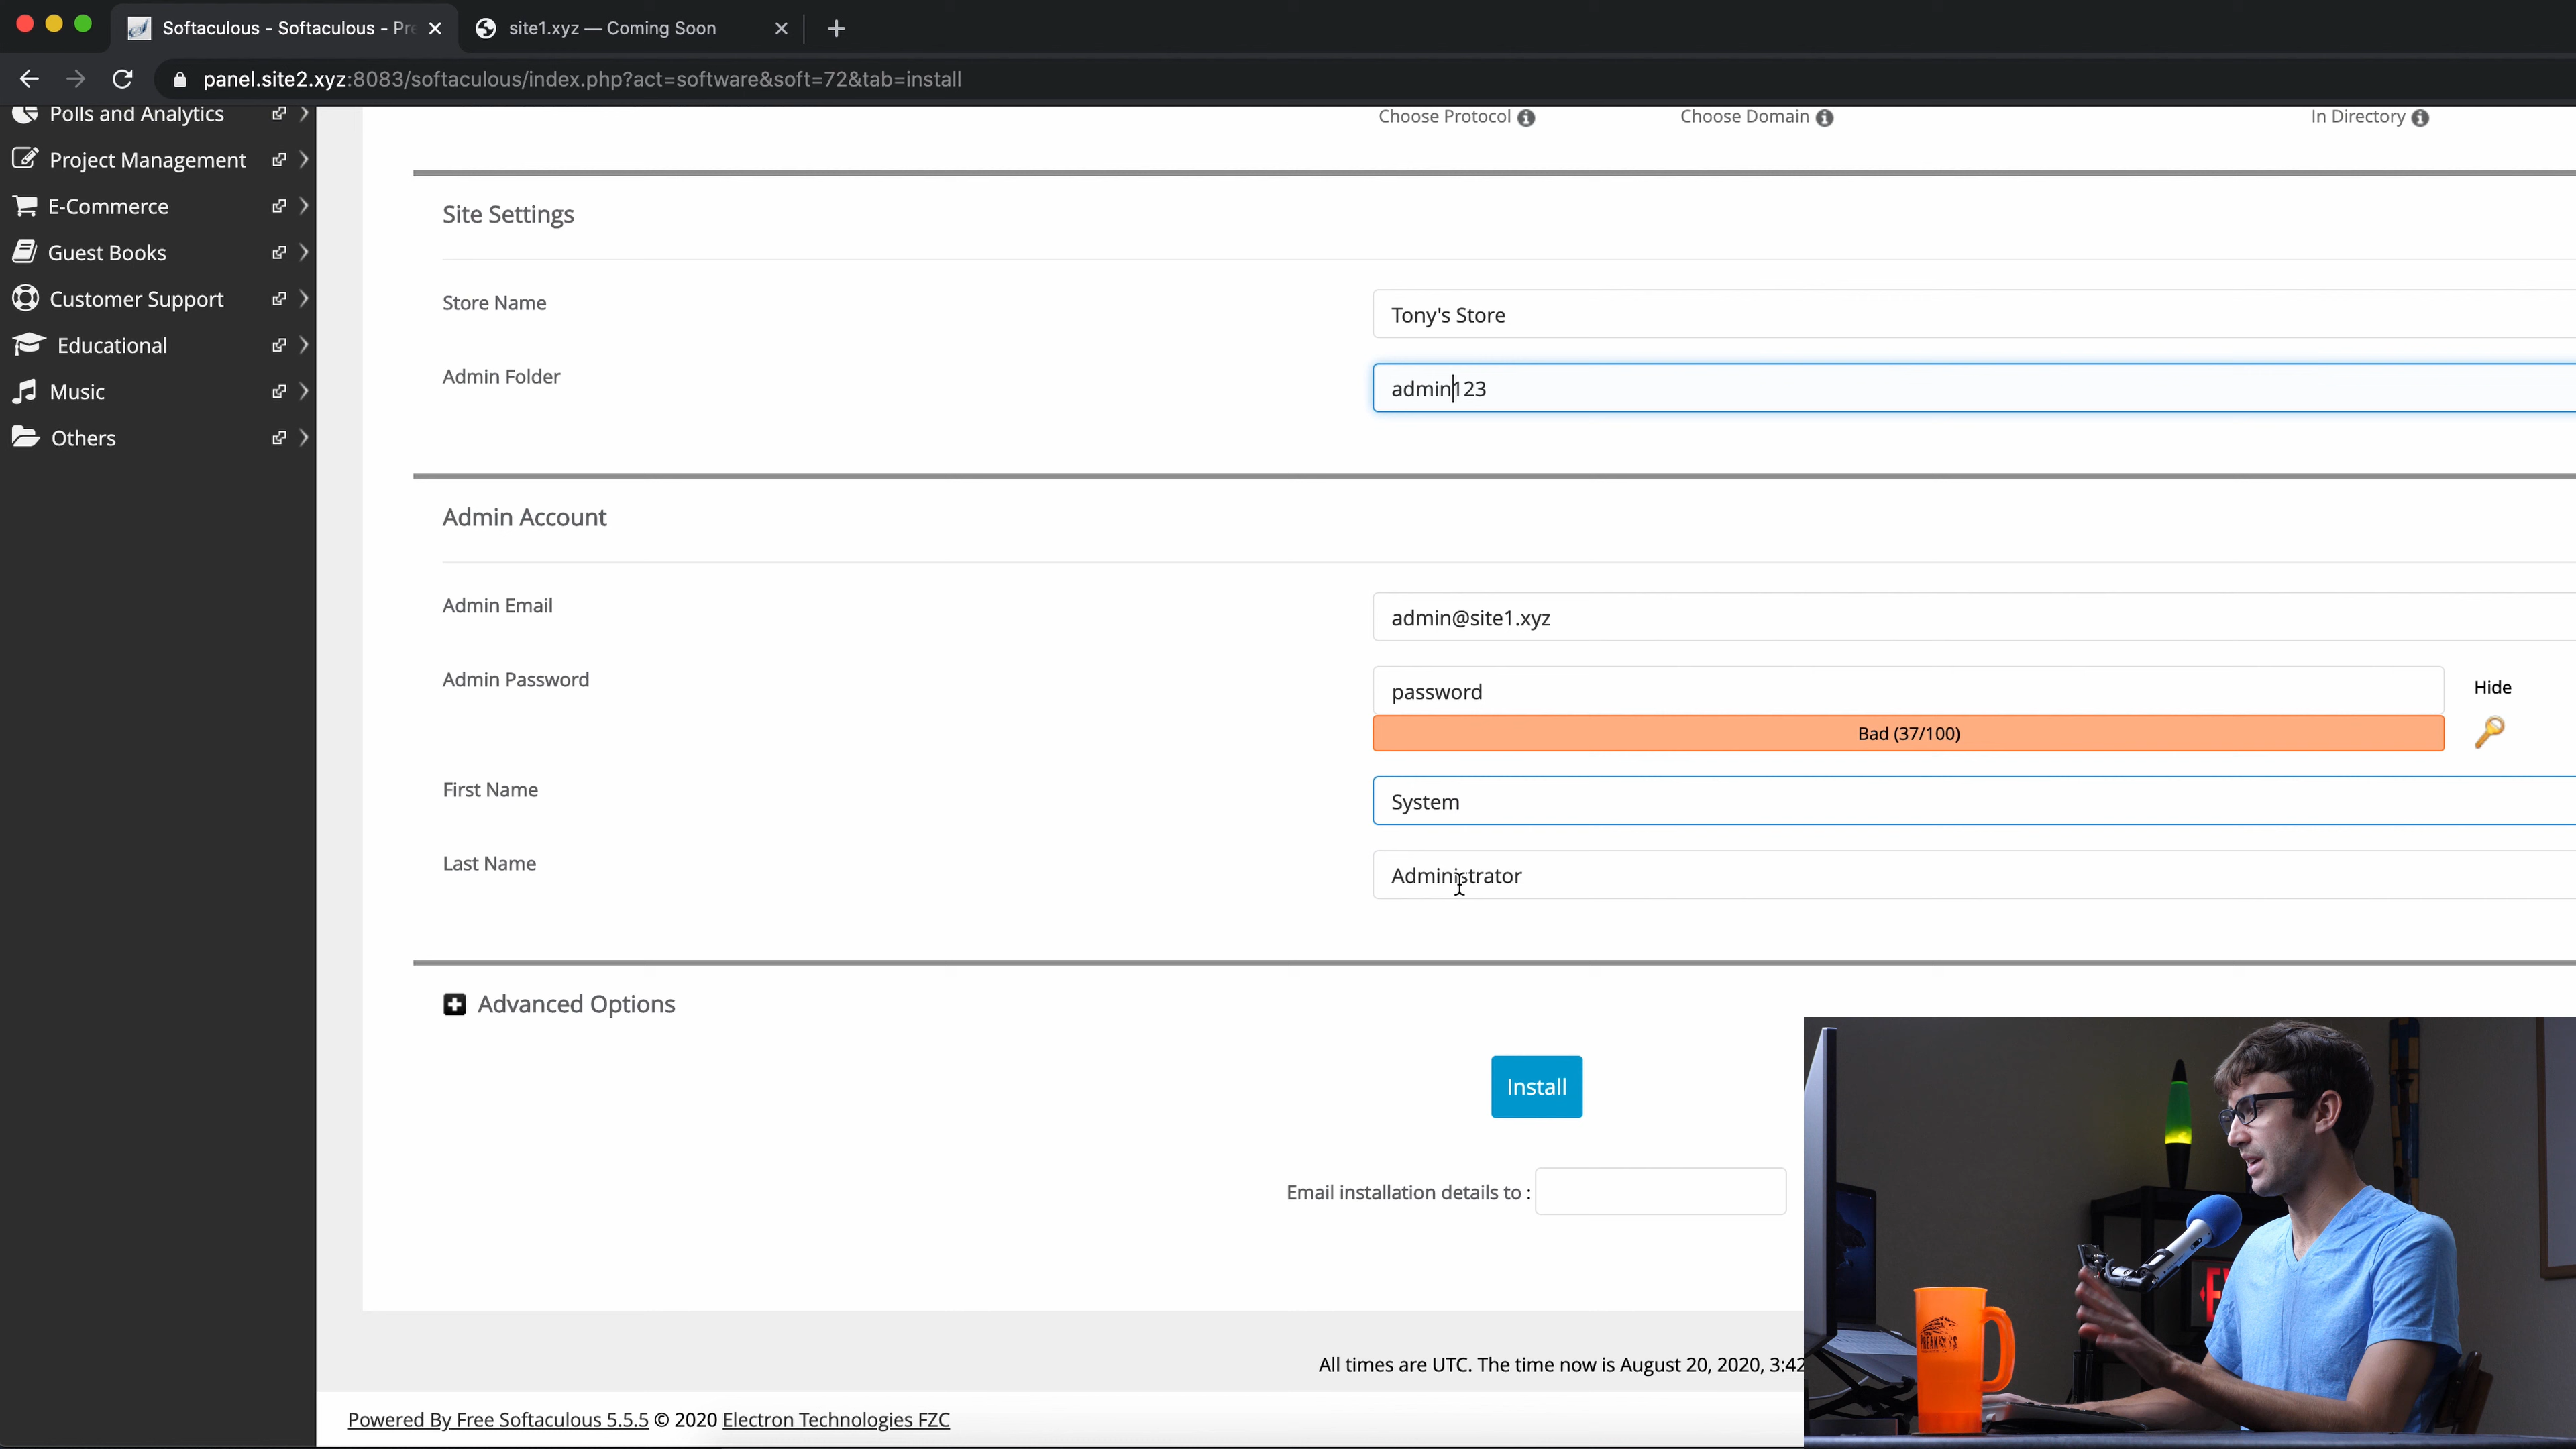 Softaculous - Softaculous - Pre
site1.xyz — Coming Soon
panel.site2.xyz:8083/softaculous/index.php?act=software&soft=72&tab=install
Polls and Analytics
Project Management
E-Commerce
Guest Books
Customer Support
Educational
Music
Others
Choose Protocol Choose Domain In Directory
Site Settings
Store Name Tony's Store
Admin Folder admin123
Admin Account
Admin Email admin@site1.xyz
Admin Password password Hide
Bad (37/100)
First Name System
Last Name Administrator
Advanced Options
Install
Email installation details to :
All times are UTC. The time now is August 20, 2020, 3:42
Powered By Free Softaculous 5.5.5 © 2020 Electron Technologies FZC